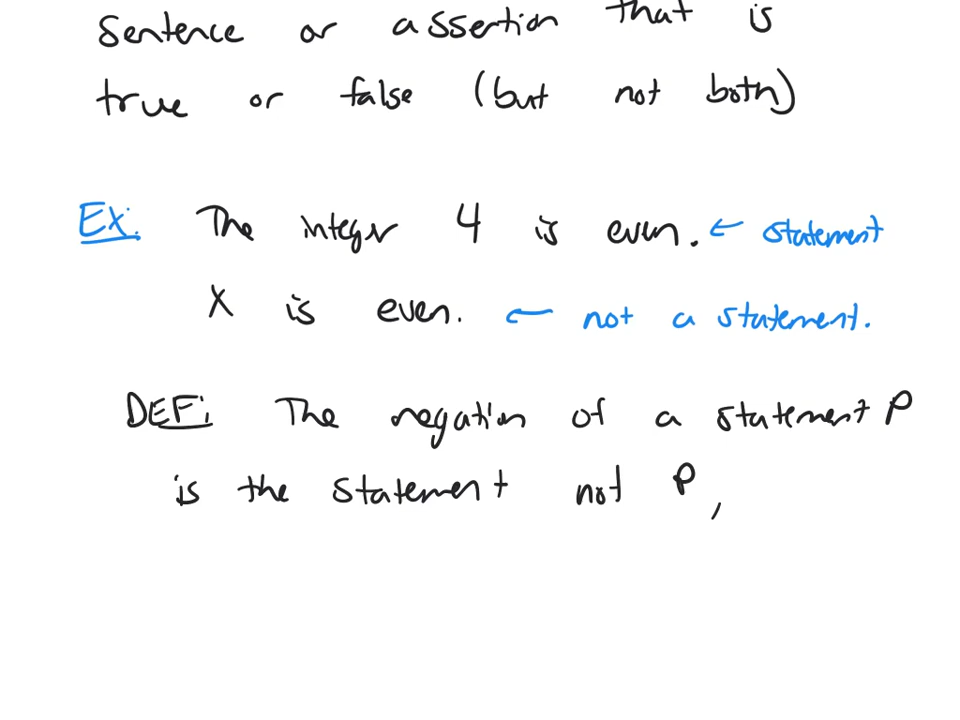 sentence or assertion that is
true or false (but not both)
Ex: The integer 4 is even. ← statement
X is even. ← not a statement.
DEF: The negation of a statement P
is the statement not P,